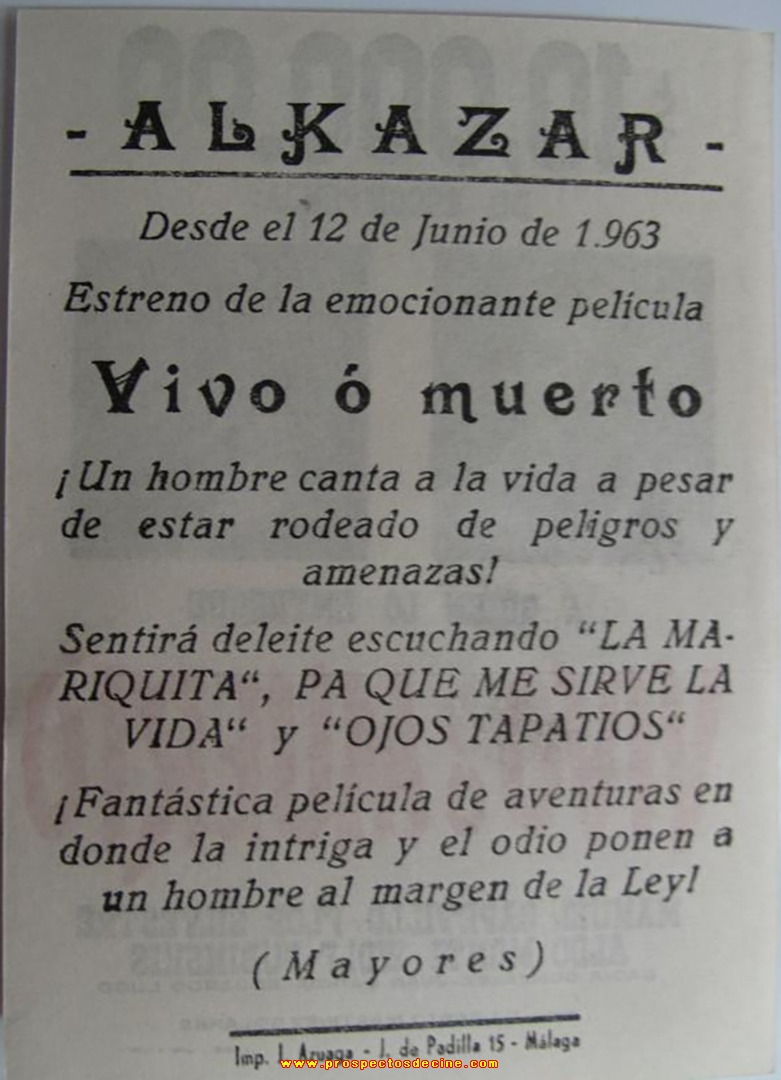 - ALKAZAR -
Desde el 12 de Junio de 1.963
Estreno de la emocionante película
Vivo ó muerto
¡Un hombre canta a la vida a pesar
de estar rodeado de peligros y
amenazas!
Sentirá deleite escuchando “LA MA-
RIQUITA“, PA QUE ME SIRVE LA
VIDA“ y “OJOS TAPATIOS“
¡Fantástica película de aventuras en
donde la intriga y el odio ponen a
un hombre al margen de la Ley!
(Mayores)
Imp. J. Azuaga - J. de Padilla 15 - Málaga
www.prospectosdecine.com